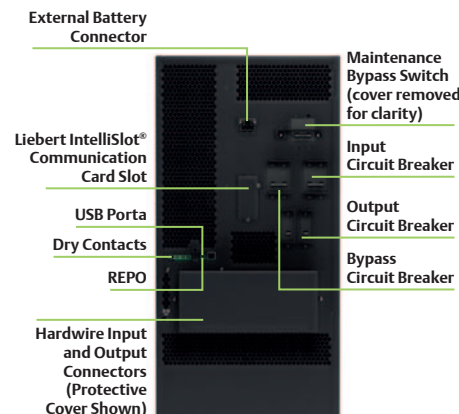 External Battery
Connector
Liebert IntelliSlot®
Communication
Card Slot
USB Porta
Dry Contacts
REPO
Hardwire Input
and Output
Connectors
(Protective
Cover Shown)
Maintenance
Bypass Switch
(cover removed
for clarity)
Input
Circuit Breaker
Output
Circuit Breaker
Bypass
Circuit Breaker